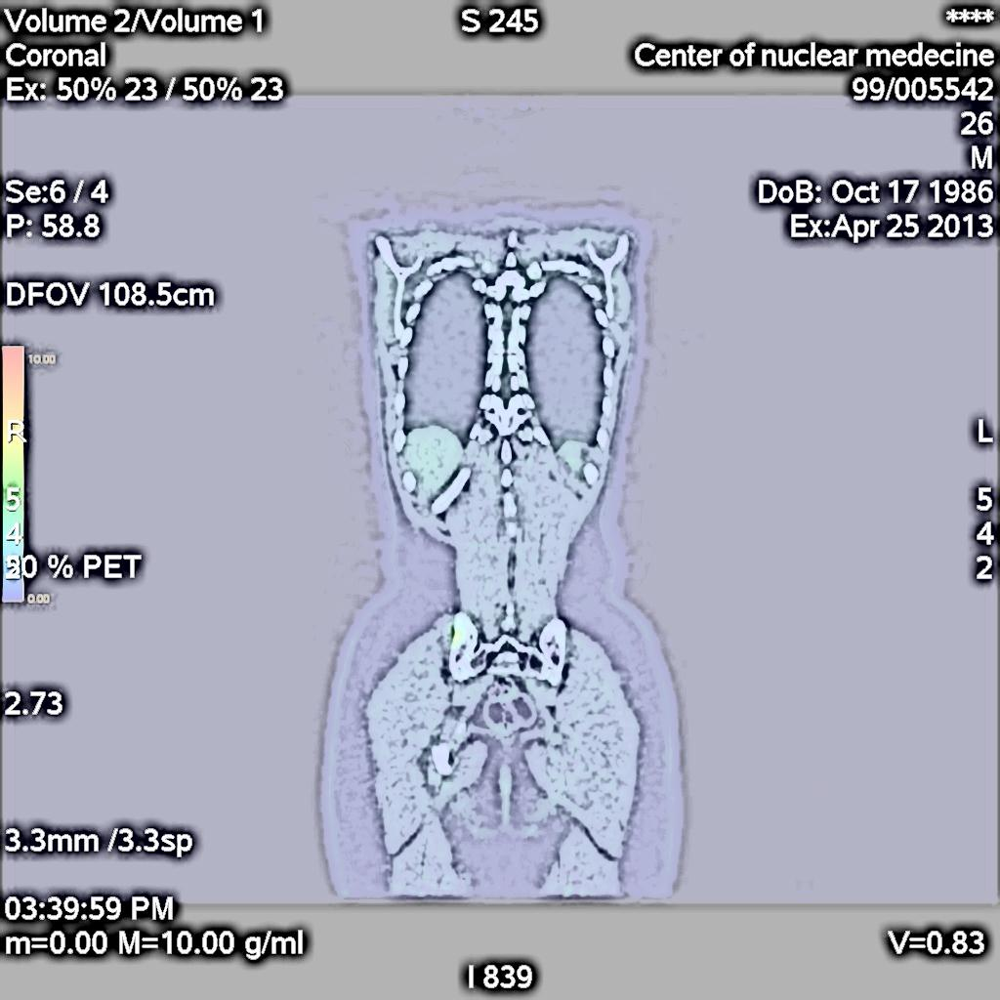 Volume 2/Volume 1
Coronal
Ex: 50% 23 / 50% 23
S 245
****
Center of nuclear medecine
99/005542
26
M
DoB: Oct 17 1986
Ex:Apr 25 2013
Se:6 / 4
P: 58.8
DFOV 108.5cm
10.00
R
5
4
0 % PET
0.00
L
5
4
2
2.73
3.3mm /3.3sp
03:39:59 PM
m=0.00 M=10.00 g/ml
V=0.83
I 839